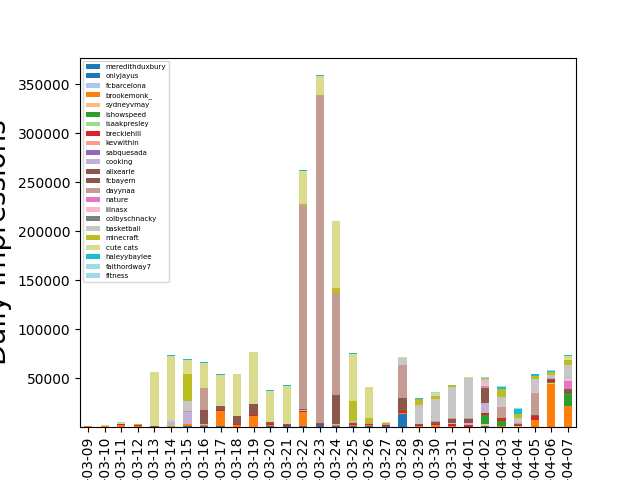 Daily Impressions
350000
300000
250000
200000
150000
100000
50000
meredithduxbury
onlyjayus
fcbarcelona
brookemonk_
sydneyvmay
ishowspeed
isaakpresley
breckiehill
kevwithin
sabquesada
cooking
alixearle
fcbayern
dayynaa
nature
ilinasx
colbyschnacky
basketball
minecraft
cute cats
haleyybaylee
faithordway7
fitness
03-09
03-10
03-11
03-12
03-13
03-14
03-15
03-16
03-17
03-18
03-19
03-20
03-21
03-22
03-23
03-24
03-25
03-26
03-27
03-28
03-29
03-30
03-31
04-01
04-02
04-03
04-04
04-05
04-06
04-07